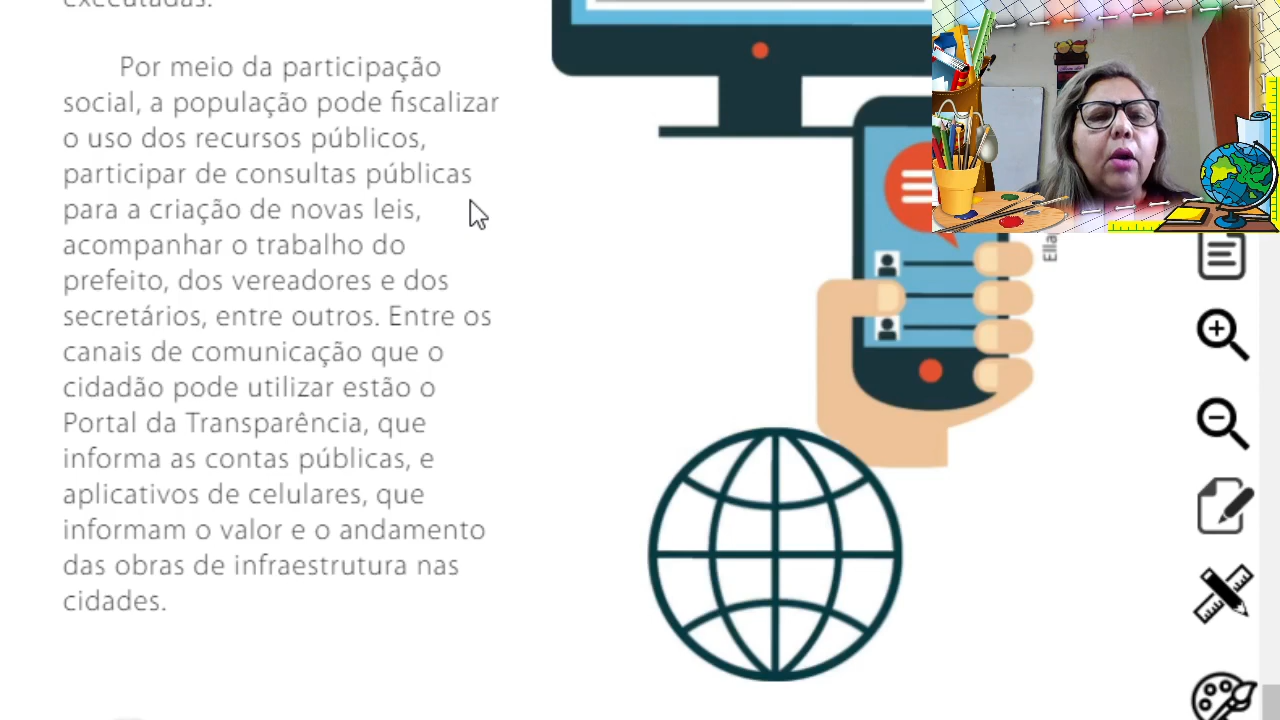 executadas.
Por meio da participação
social, a população pode fiscalizar
o uso dos recursos públicos,
participar de consultas públicas
para a criação de novas leis,
acompanhar o trabalho do
prefeito, dos vereadores e dos
secretários, entre outros. Entre os
canais de comunicação que o
cidadão pode utilizar estão o
Portal da Transparência, que
informa as contas públicas, e
aplicativos de celulares, que
informam o valor e o andamento
das obras de infraestrutura nas
cidades.